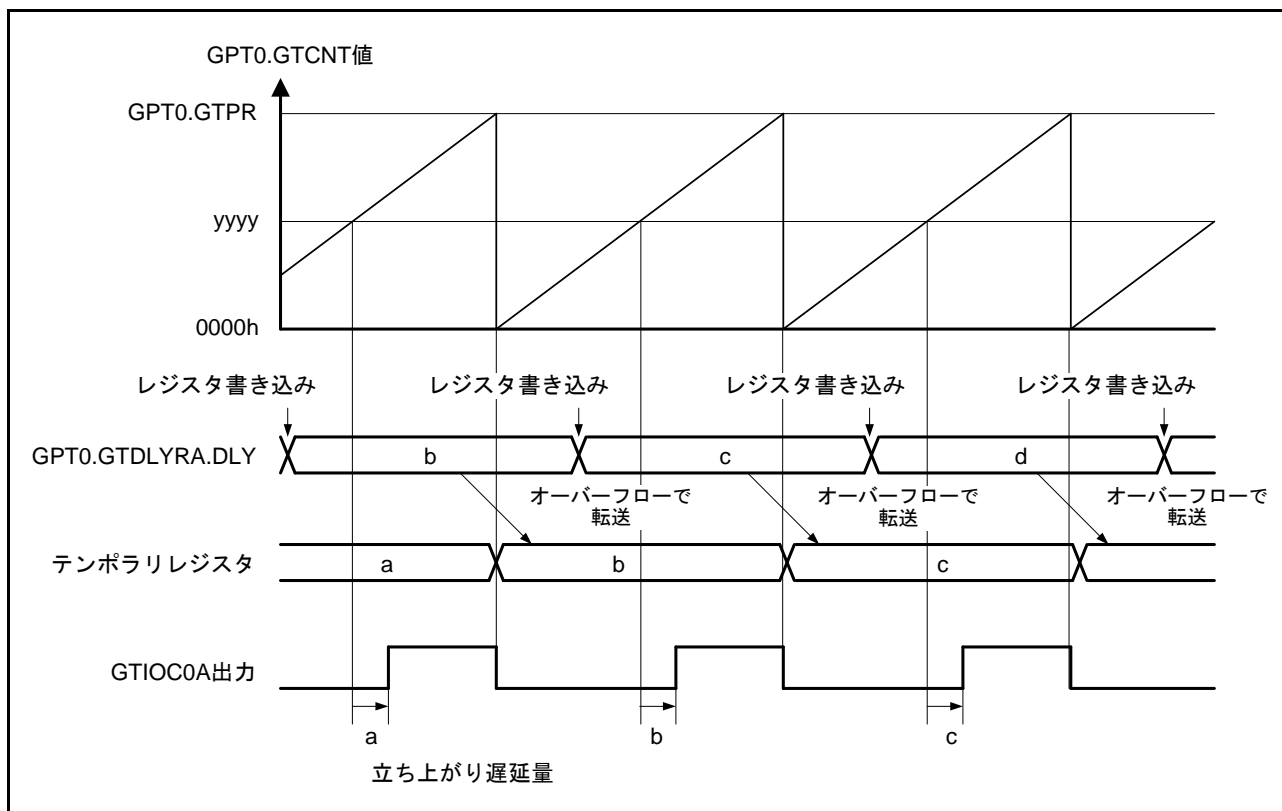 GPT0.GTCNT値
GPT0.GTPR
yyyy
0000h
レジスタ書き込み
レジスタ書き込み
レジスタ書き込み
レジスタ書き込み
GPT0.GTDLYRA.DLY
b
c
d
オーバーフローで
転送
オーバーフローで
転送
オーバーフローで
転送
テンポラリレジスタ
a
b
c
GTIOC0A出力
a
b
c
立ち上がり遅延量